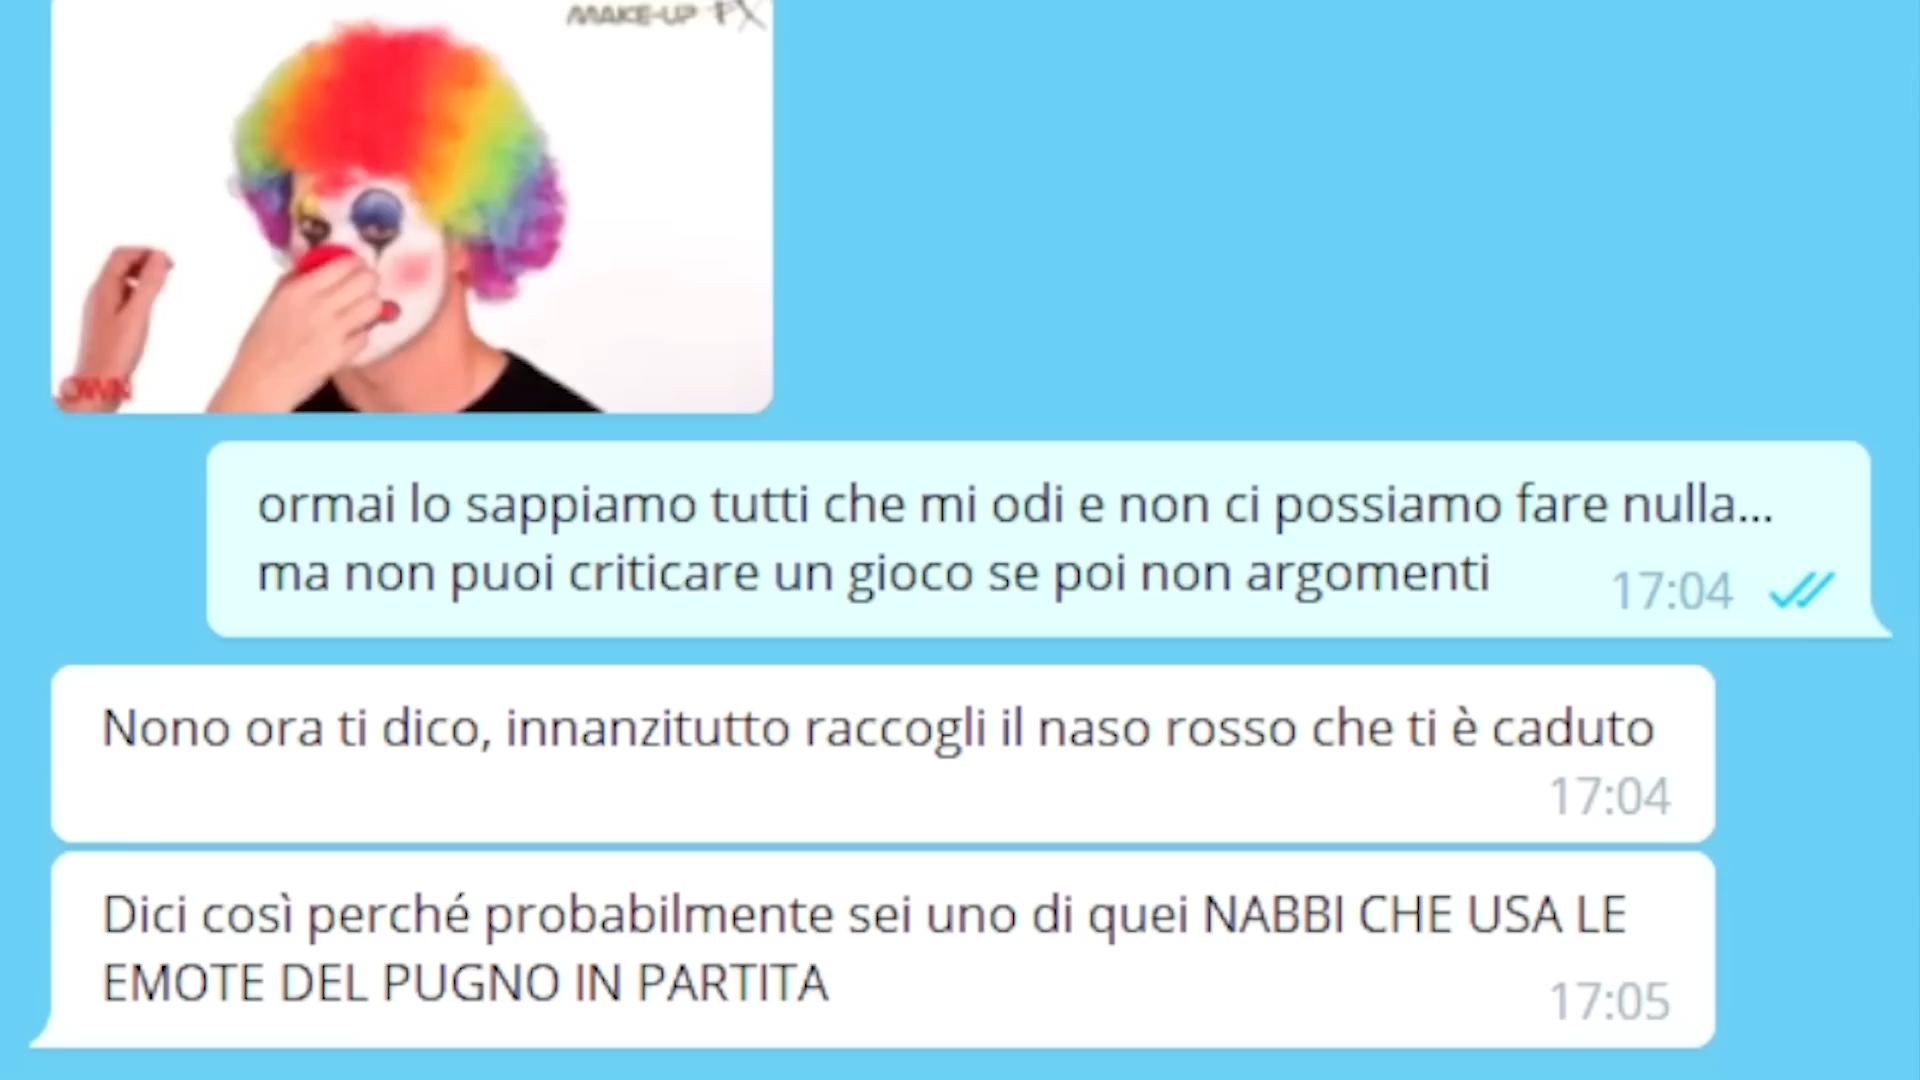 MAKE-UP FX
OWN
ormai lo sappiamo tutti che mi odi e non ci possiamo fare nulla...
ma non puoi criticare un gioco se poi non argomenti
17:04
Nono ora ti dico, innanzitutto raccogli il naso rosso che ti è caduto
17:04
Dici così perché probabilmente sei uno di quei NABBI CHE USA LE
EMOTE DEL PUGNO IN PARTITA
17:05